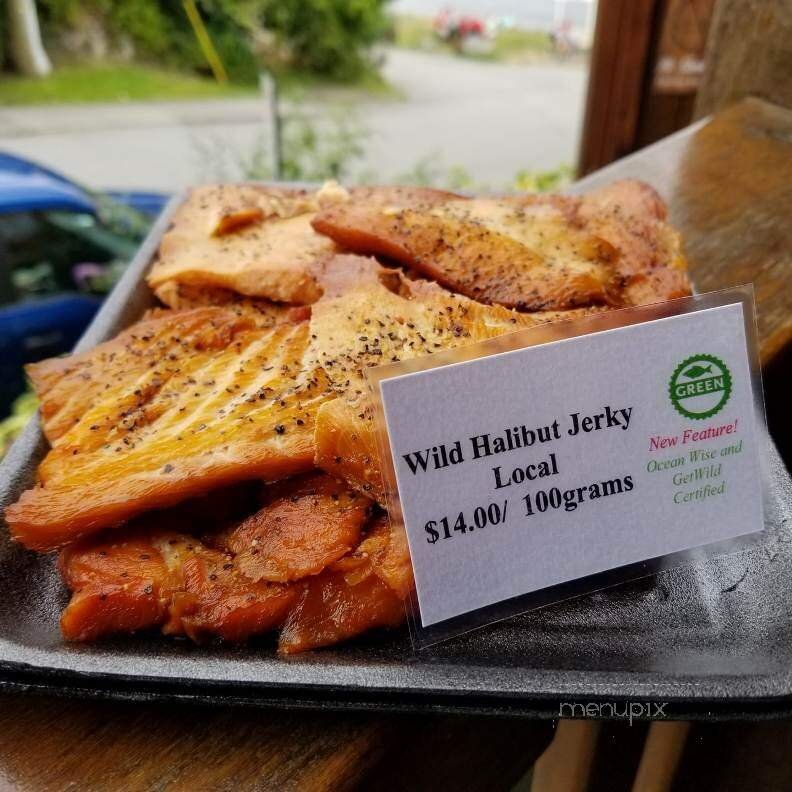 Wild Halibut Jerky
Local
$14.00/ 100grams
GREEN
New Feature!
Ocean Wise and
GetWild
Certified
menupix